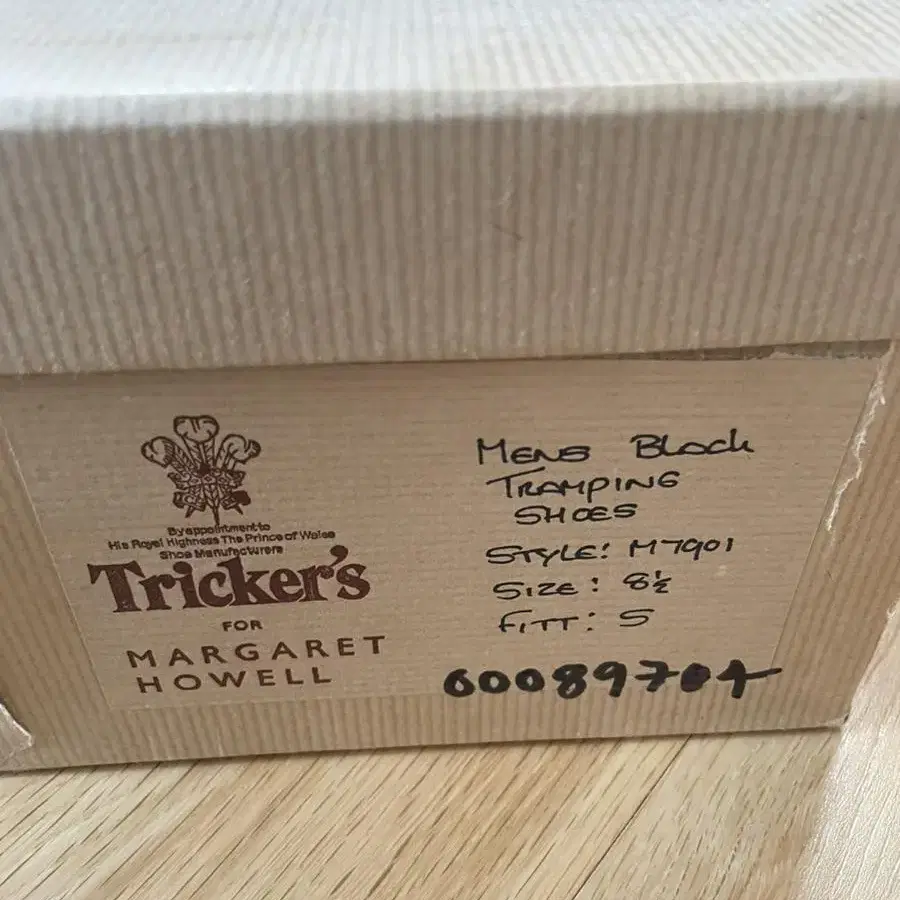 By appointment to
His Royal Highness The Prince of Wales
Shoe Manufacturers
Tricker's
FOR
MARGARET
HOWELL
MENS BLACK
TRAMPING
SHOES
STYLE: M7901
SIZE: 8½
FITT: 5
60089704